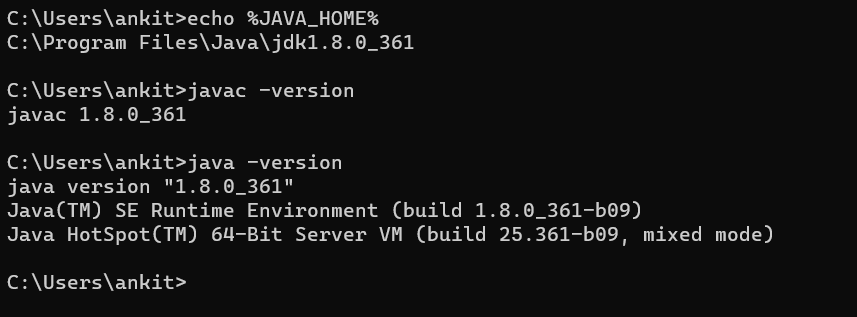 C:\Users\ankit>echo %JAVA_HOME%
C:\Program Files\Java\jdk1.8.0_361
C:\Users\ankit>javac -version
javac 1.8.0_361
C:\Users\ankit>java -version
java version "1.8.0_361"
Java(TM) SE Runtime Environment (build 1.8.0_361-b09)
Java HotSpot(TM) 64-Bit Server VM (build 25.361-b09, mixed mode)
C:\Users\ankit>